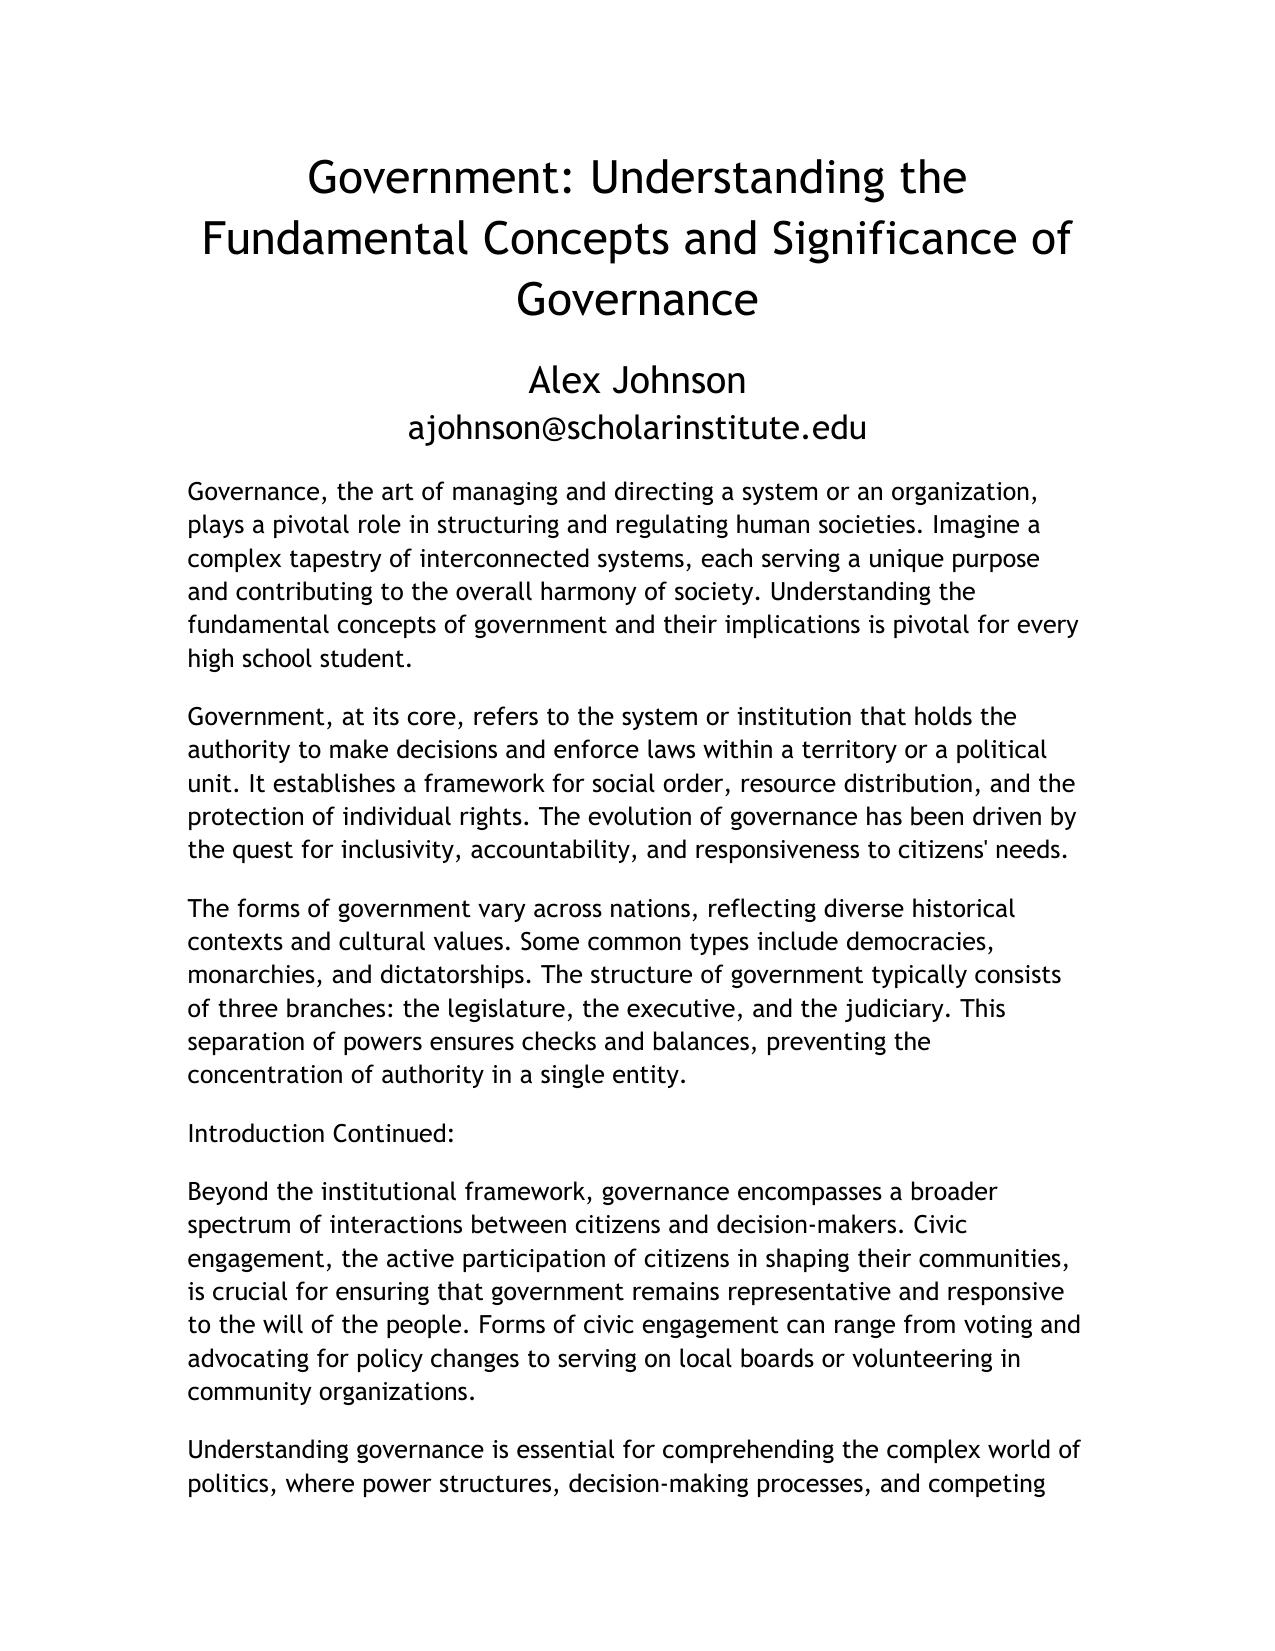 Government: Understanding the
Fundamental Concepts and Significance of
Governance
Alex Johnson
ajohnson@scholarinstitute.edu
Governance, the art of managing and directing a system or an organization,
plays a pivotal role in structuring and regulating human societies. Imagine a
complex tapestry of interconnected systems, each serving a unique purpose
and contributing to the overall harmony of society. Understanding the
fundamental concepts of government and their implications is pivotal for every
high school student.
Government, at its core, refers to the system or institution that holds the
authority to make decisions and enforce laws within a territory or a political
unit. It establishes a framework for social order, resource distribution, and the
protection of individual rights. The evolution of governance has been driven by
the quest for inclusivity, accountability, and responsiveness to citizens' needs.
The forms of government vary across nations, reflecting diverse historical
contexts and cultural values. Some common types include democracies,
monarchies, and dictatorships. The structure of government typically consists
of three branches: the legislature, the executive, and the judiciary. This
separation of powers ensures checks and balances, preventing the
concentration of authority in a single entity.
Introduction Continued:
Beyond the institutional framework, governance encompasses a broader
spectrum of interactions between citizens and decision-makers. Civic
engagement, the active participation of citizens in shaping their communities,
is crucial for ensuring that government remains representative and responsive
to the will of the people. Forms of civic engagement can range from voting and
advocating for policy changes to serving on local boards or volunteering in
community organizations.
Understanding governance is essential for comprehending the complex world of
politics, where power structures, decision-making processes, and competing